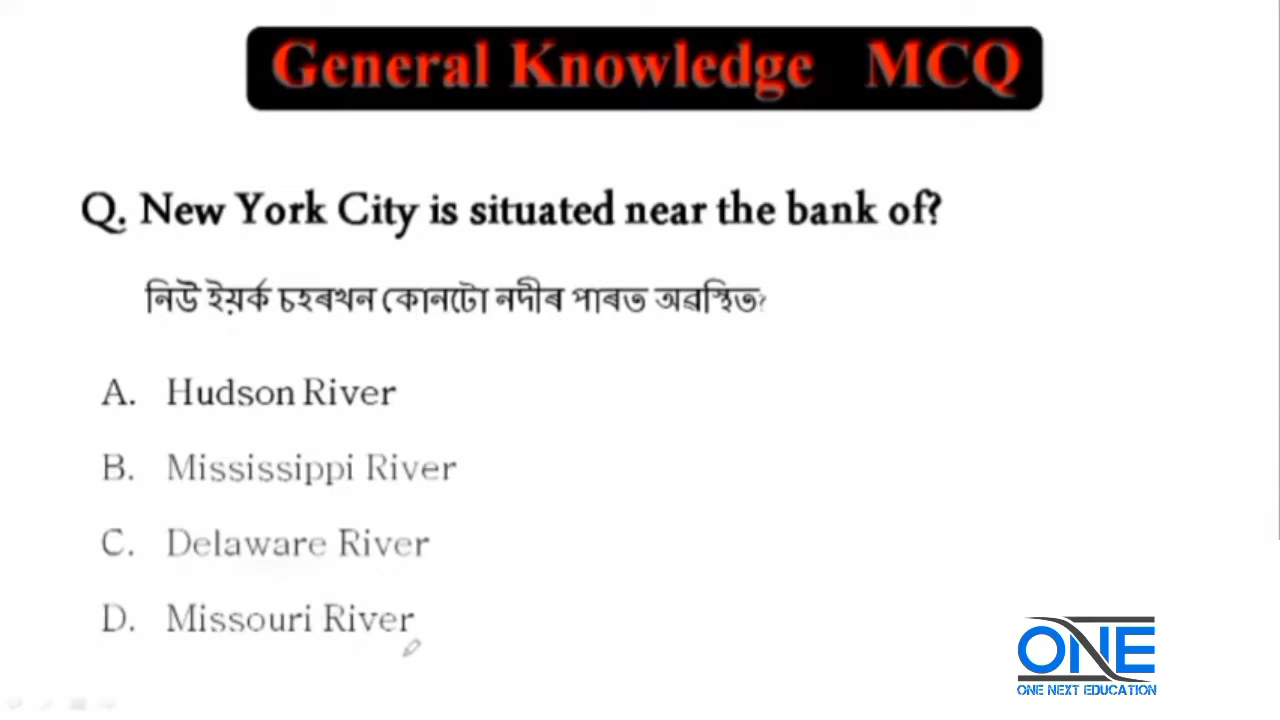 General Knowledge MCQ
Q. New York City is situated near the bank of?
নিউ ইয়ৰ্ক চহৰখন কোনটো নদীৰ পাৰত অৱস্থিত?
A. Hudson River
B. Mississippi River
C. Delaware River
D. Missouri River
ONE
ONE NEXT EDUCATION